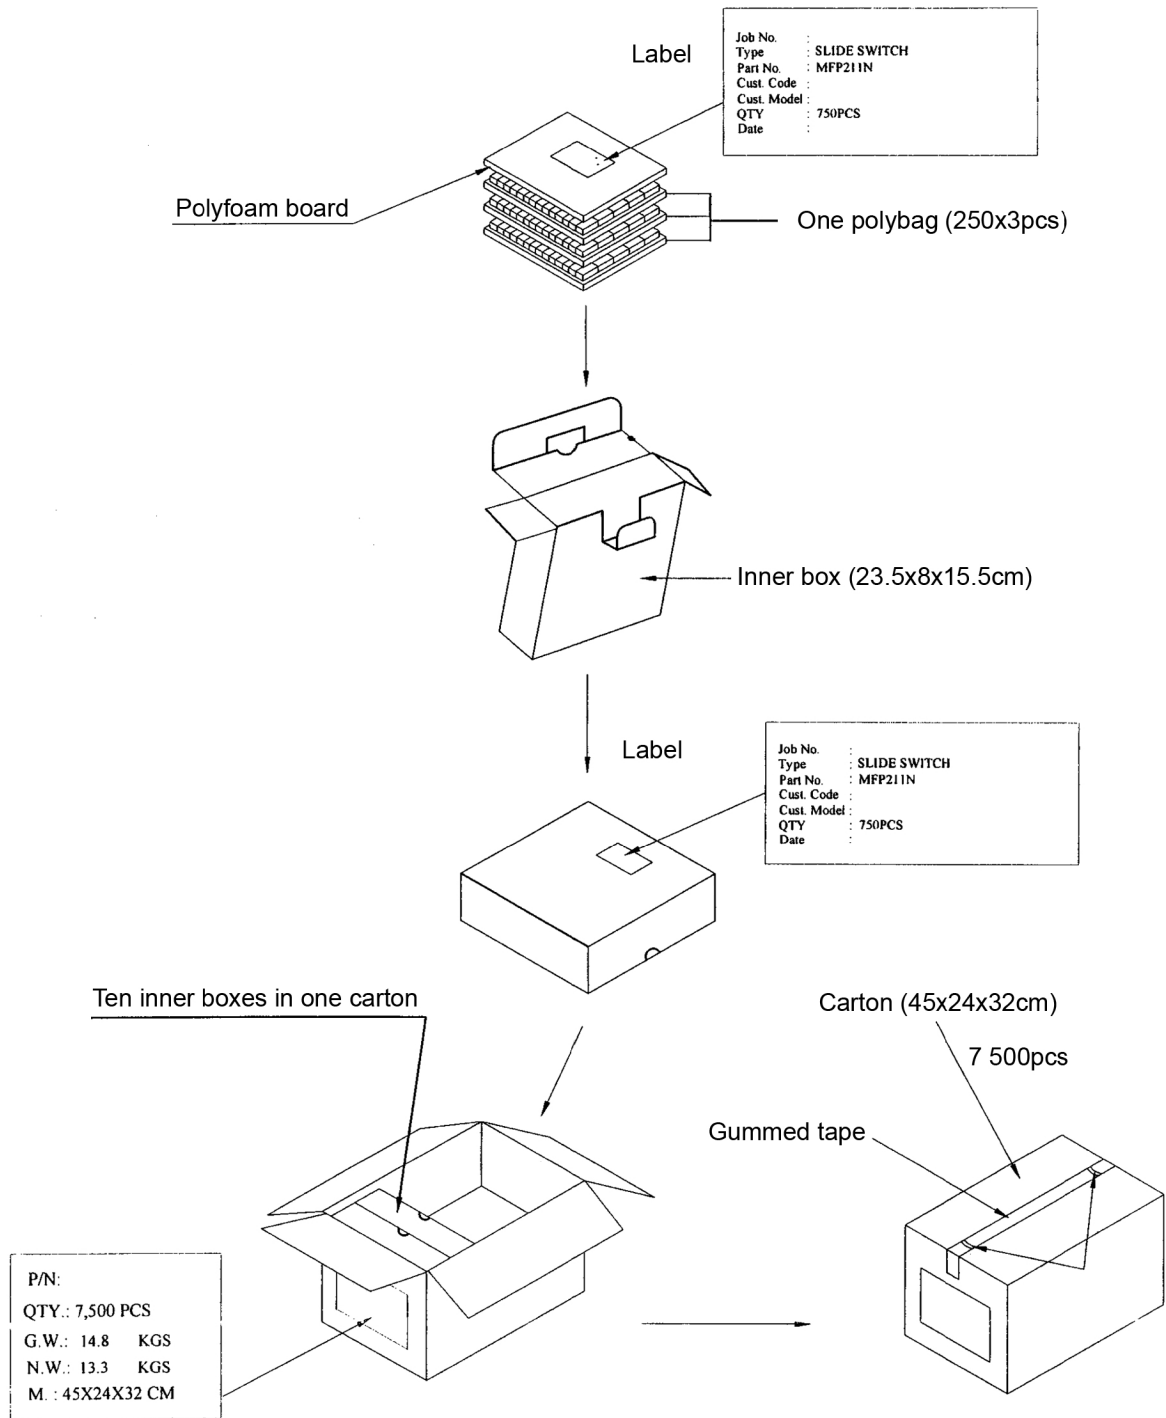 Label
Job No. :
Type : SLIDE SWITCH
Part No. : MFP211N
Cust. Code :
Cust. Model :
QTY : 750PCS
Date :
Polyfoam board
One polybag (250x3pcs)
Inner box (23.5x8x15.5cm)
Label
Job No. :
Type : SLIDE SWITCH
Part No. : MFP211N
Cust. Code :
Cust. Model :
QTY : 750PCS
Date :
Ten inner boxes in one carton
Carton (45x24x32cm)
7 500pcs
Gummed tape
P/N:
QTY.: 7,500 PCS
G.W.: 14.8 KGS
N.W.: 13.3 KGS
M. : 45X24X32 CM